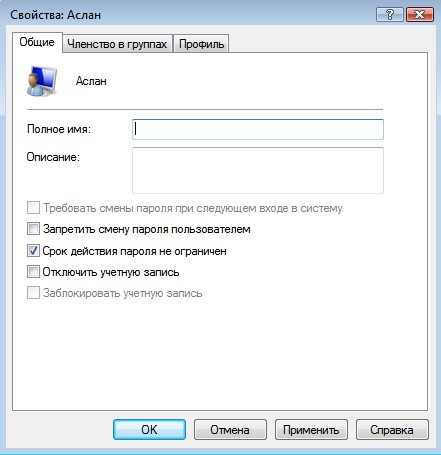 Свойства: Аслан
Общие
Членство в группах
Профиль
Аслан
Полное имя:
Описание:
Требовать смены пароля при следующем входе в систему
Запретить смену пароля пользователем
Срок действия пароля не ограничен
Отключить учетную запись
Заблокировать учетную запись
OK
Отмена
Применить
Справка